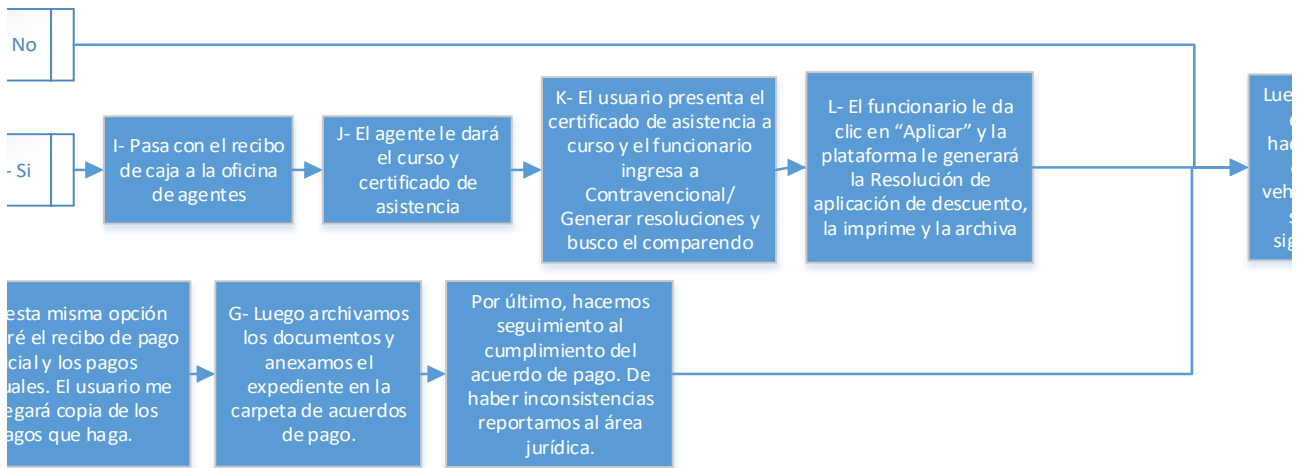 No
- Si
I- Pasa con el recibo
de caja a la oficina
de agentes
J- El agente le dará
el curso y
certificado de
asistencia
K- El usuario presenta el
certificado de asistencia a
curso y el funcionario
ingresa a
Contravencional/
Generar resoluciones y
busco el comparendo
L- El funcionario le da
clic en “Aplicar” y la
plataforma le generará
la Resolución de
aplicación de descuento,
la imprime y la archiva
esta misma opción
el recibo de pago
y los pagos
El usuario me
copia de los
que haga.
G- Luego archivamos
los documentos y
anexamos el
expediente en la
carpeta de acuerdos
de pago.
Por último, hacemos
seguimiento al
cumplimiento del
acuerdo de pago. De
haber inconsistencias
reportamos al área
jurídica.